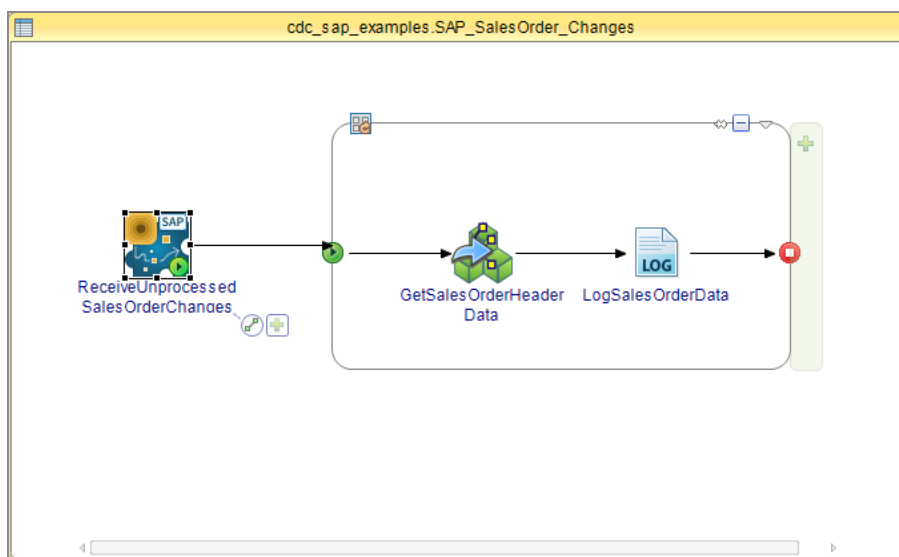 cdc_sap_examples.SAP_SalesOrder_Changes
SAP
ReceiveUnprocessed
SalesOrderChanges
GetSalesOrderHeader
Data
LOG
LogSalesOrderData